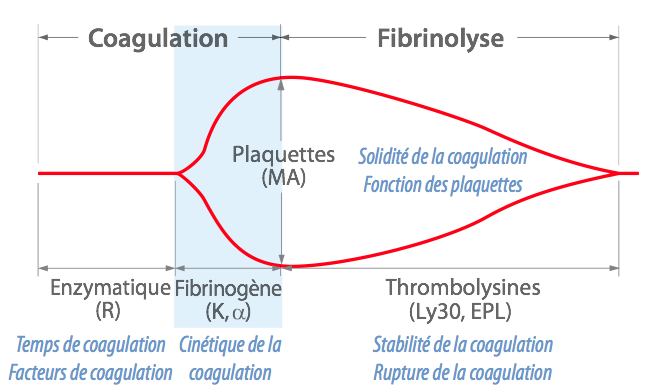 Coagulation
Fibrinolyse
Plaquettes
(MA)
Solidité de la coagulation
Fonction des plaquettes
Enzymatique
(R)
Fibrinogène
(K, α)
Thrombolysines
(Ly30, EPL)
Temps de coagulation
Facteurs de coagulation
Cinétique de la
coagulation
Stabilité de la coagulation
Rupture de la coagulation